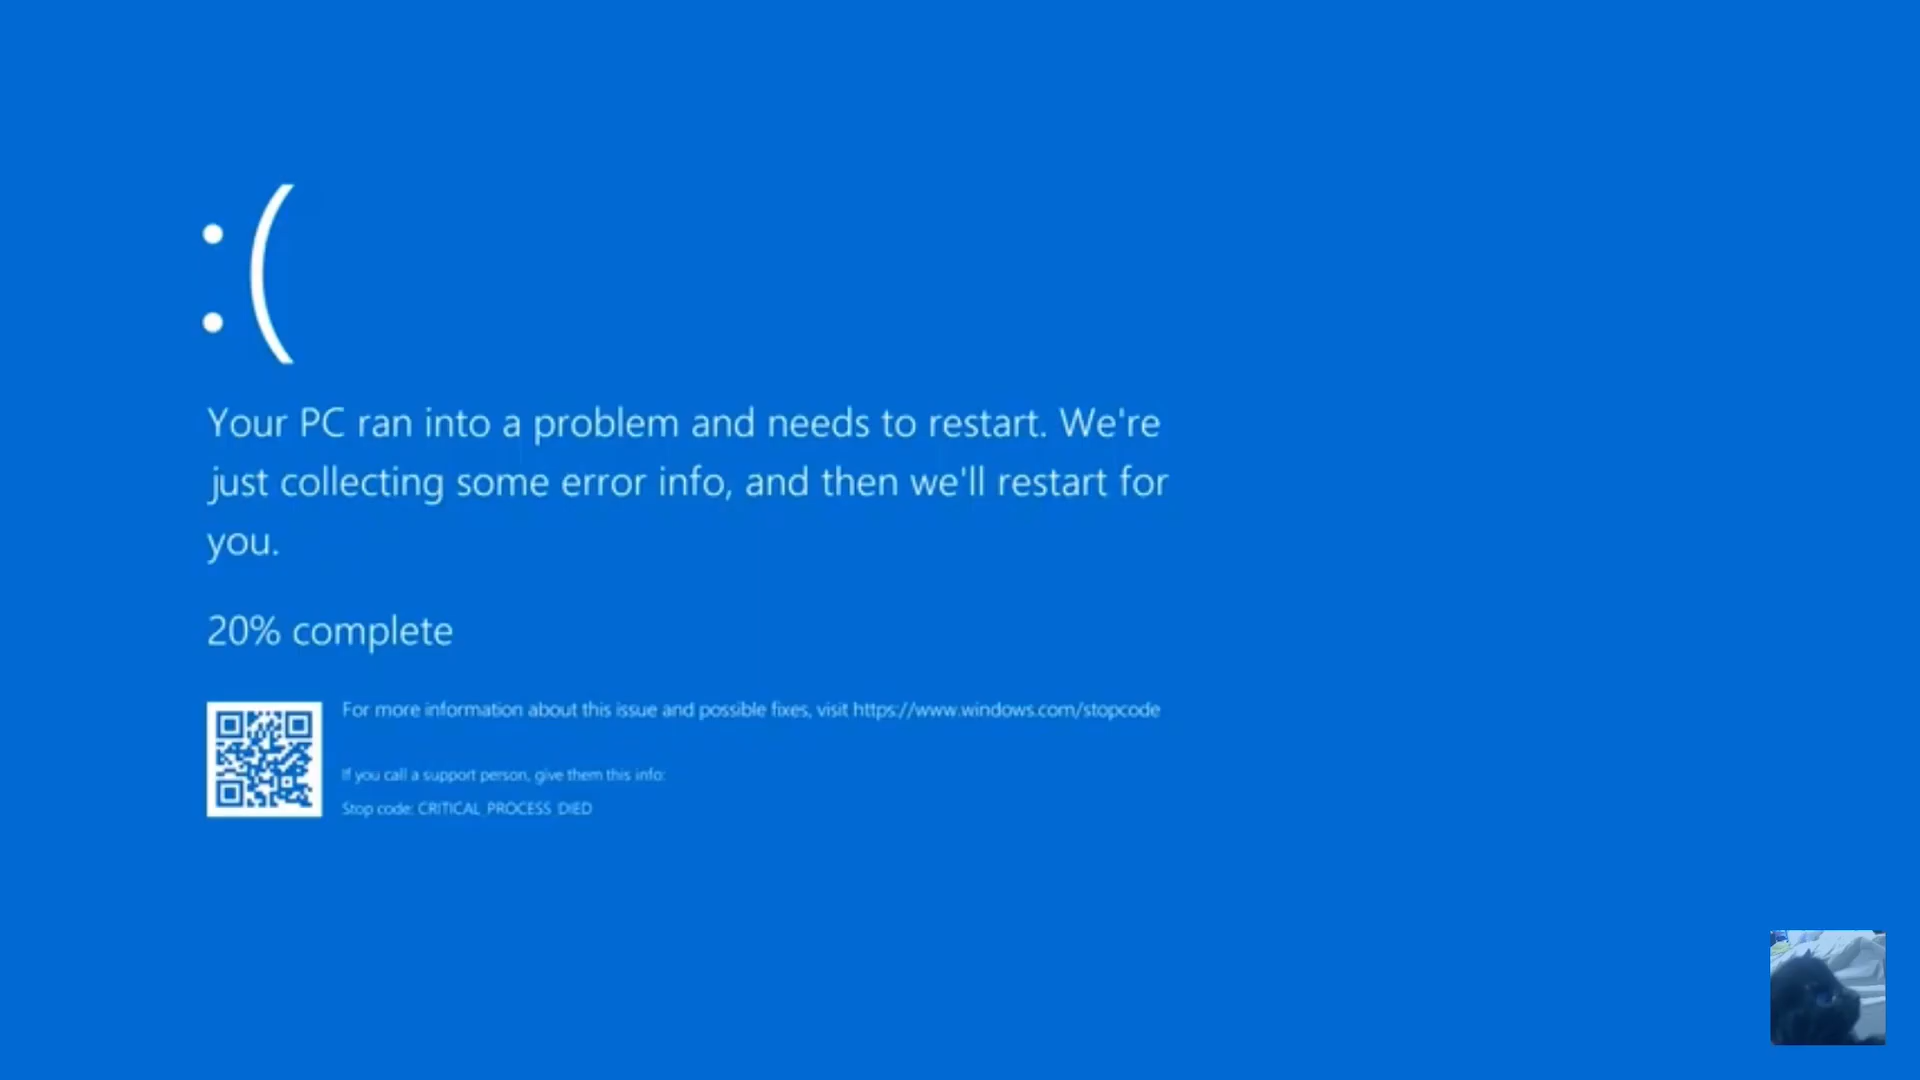 :(
Your PC ran into a problem and needs to restart. We're
just collecting some error info, and then we'll restart for
you.
20% complete
For more information about this issue and possible fixes, visit https://www.windows.com/stopcode
If you call a support person, give them this info:
Stop code: CRITICAL_PROCESS_DIED